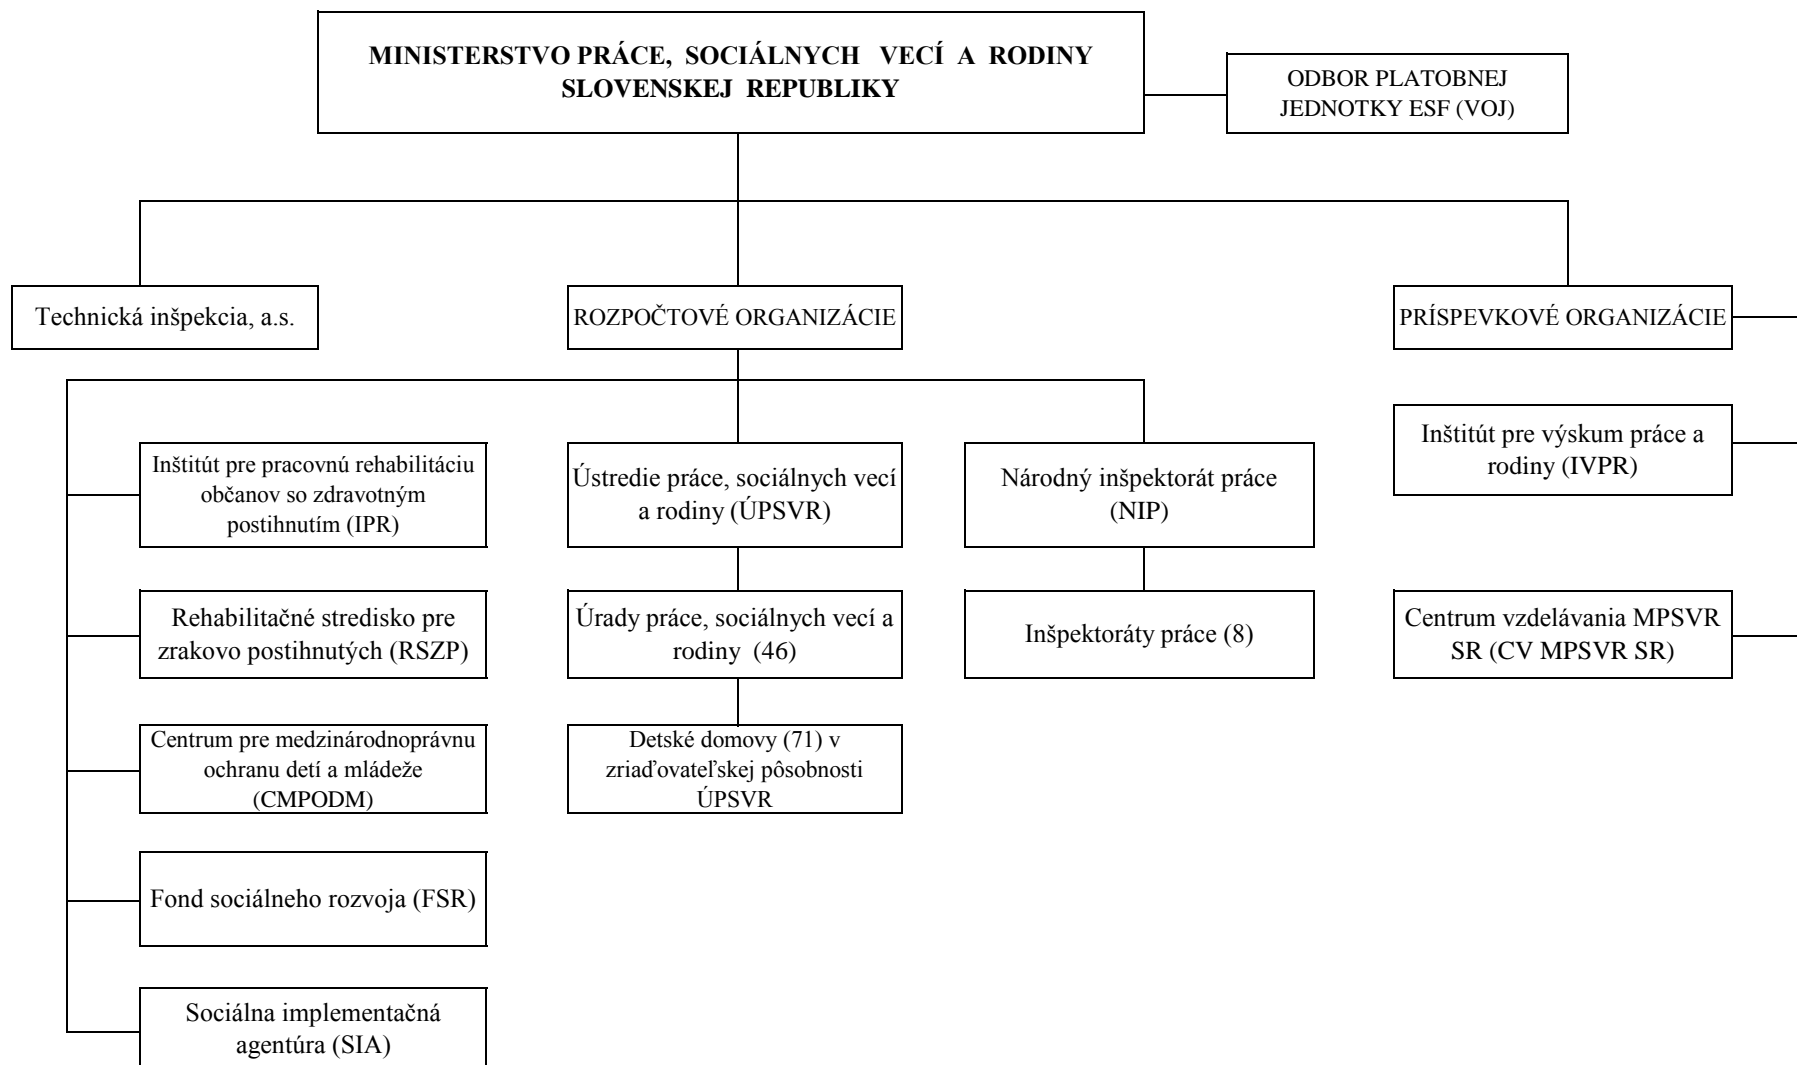 MINISTERSTVO PRÁCE, SOCIÁLNYCH VECÍ A RODINY
SLOVENSKEJ REPUBLIKY
ODBOR PLATOBNEJ
JEDNOTKY ESF (VOJ)
Technická inšpekcia, a.s.
ROZPOČTOVÉ ORGANIZÁCIE
PRÍSPEVKOVÉ ORGANIZÁCIE
Inštitút pre pracovnú rehabilitáciu
občanov so zdravotným
postihnutím (IPR)
Ústredie práce, sociálnych vecí
a rodiny (ÚPSVR)
Národný inšpektorát práce
(NIP)
Inštitút pre výskum práce a
rodiny (IVPR)
Rehabilitačné stredisko pre
zrakovo postihnutých (RSZP)
Úrady práce, sociálnych vecí a
rodiny (46)
Inšpektoráty práce (8)
Centrum vzdelávania MPSVR
SR (CV MPSVR SR)
Centrum pre medzinárodnoprávnu
ochranu detí a mládeže
(CMPODM)
Detské domovy (71) v
zriaďovateľskej pôsobnosti
ÚPSVR
Fond sociálneho rozvoja (FSR)
Sociálna implementačná
agentúra (SIA)